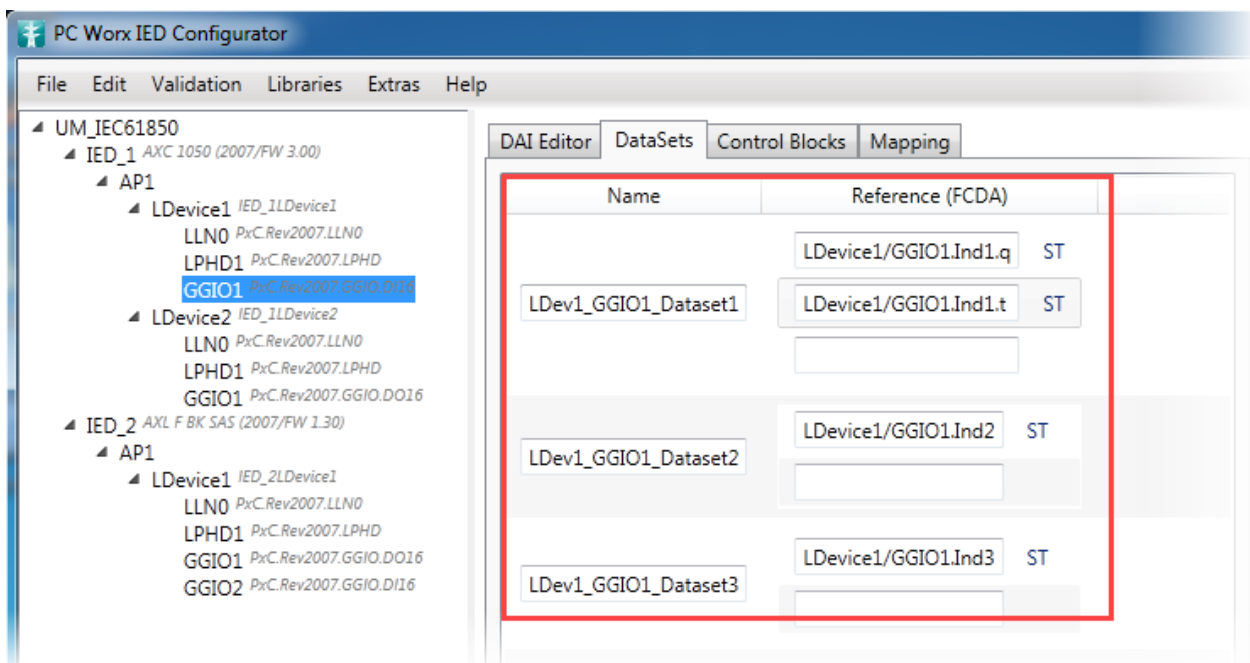 PC Worx IED Configurator
File Edit Validation Libraries Extras Help
UM_IEC61850
IED_1 AXC 1050 (2007/FW 3.00)
AP1
LDevice1 IED_1LDevice1
LLN0 PxC.Rev2007.LLN0
LPHD1 PxC.Rev2007.LPHD
GGIO1 PxC.Rev2007.GGIO.DI16
LDevice2 IED_1LDevice2
LLN0 PxC.Rev2007.LLN0
LPHD1 PxC.Rev2007.LPHD
GGIO1 PxC.Rev2007.GGIO.DO16
IED_2 AXL F BK SAS (2007/FW 1.30)
AP1
LDevice1 IED_2LDevice1
LLN0 PxC.Rev2007.LLN0
LPHD1 PxC.Rev2007.LPHD
GGIO1 PxC.Rev2007.GGIO.DO16
GGIO2 PxC.Rev2007.GGIO.DI16
DAI Editor DataSets Control Blocks Mapping
Name Reference (FCDA)
LDevice1/GGIO1.Ind1.q ST
LDev1_GGIO1_Dataset1 LDevice1/GGIO1.Ind1.t ST
LDevice1/GGIO1.Ind2 ST
LDev1_GGIO1_Dataset2
LDevice1/GGIO1.Ind3 ST
LDev1_GGIO1_Dataset3